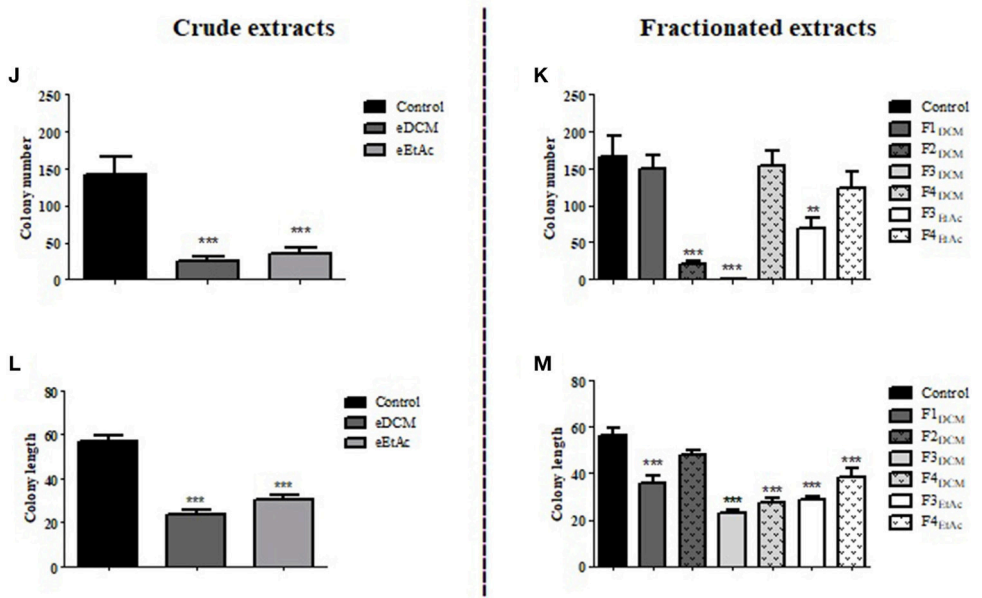 Crude extracts
Fractionated extracts
J
250
200
150
100
50
0
Colony number
***
***
Control
eDCM
eEtAc
K
250
200
150
100
50
0
Colony number
***
***
**
Control
F1DCM
F2DCM
F3DCM
F4DCM
F3EtAc
F4EtAc
L
80
60
40
20
0
Colony length
***
***
Control
eDCM
eEtAc
M
80
60
40
20
0
Colony length
***
***
***
***
***
Control
F1DCM
F2DCM
F3DCM
F4DCM
F3EtAc
F4EtAc